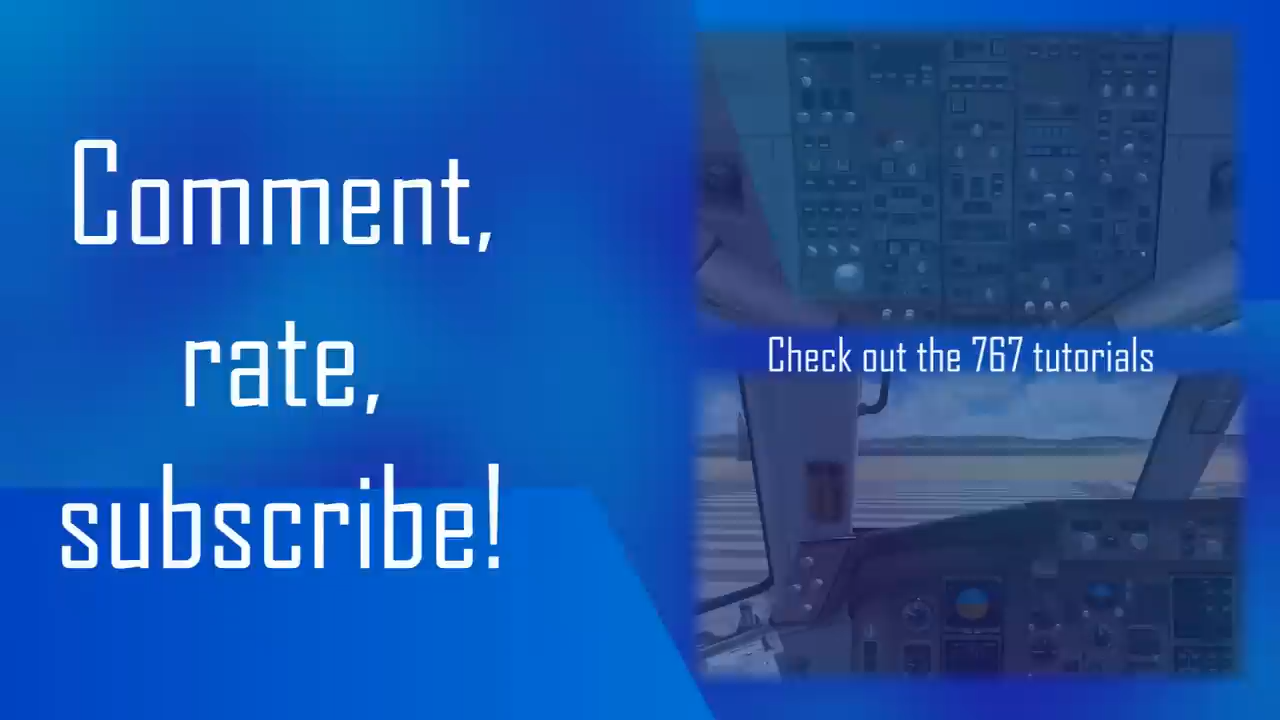 Comment,
rate,
subscribe!
Check out the 767 tutorials